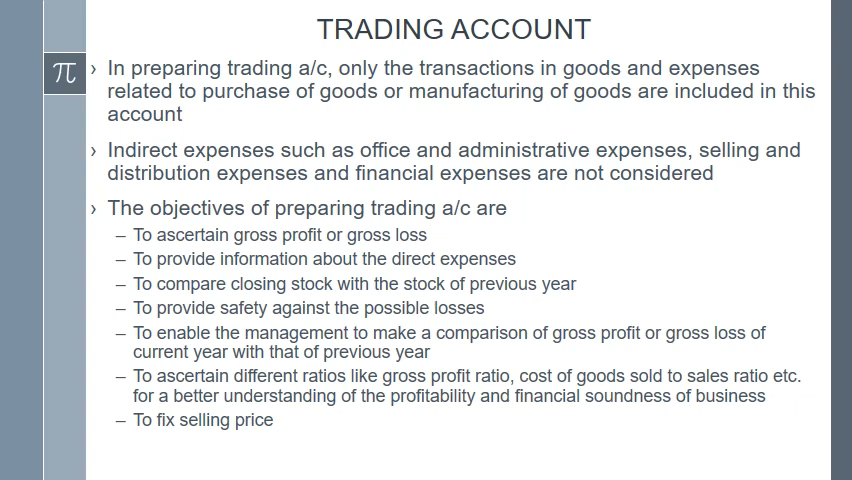 TRADING ACCOUNT
π
› In preparing trading a/c, only the transactions in goods and expenses
related to purchase of goods or manufacturing of goods are included in this
account
› Indirect expenses such as office and administrative expenses, selling and
distribution expenses and financial expenses are not considered
› The objectives of preparing trading a/c are
– To ascertain gross profit or gross loss
– To provide information about the direct expenses
– To compare closing stock with the stock of previous year
– To provide safety against the possible losses
– To enable the management to make a comparison of gross profit or gross loss of
current year with that of previous year
– To ascertain different ratios like gross profit ratio, cost of goods sold to sales ratio etc.
for a better understanding of the profitability and financial soundness of business
– To fix selling price